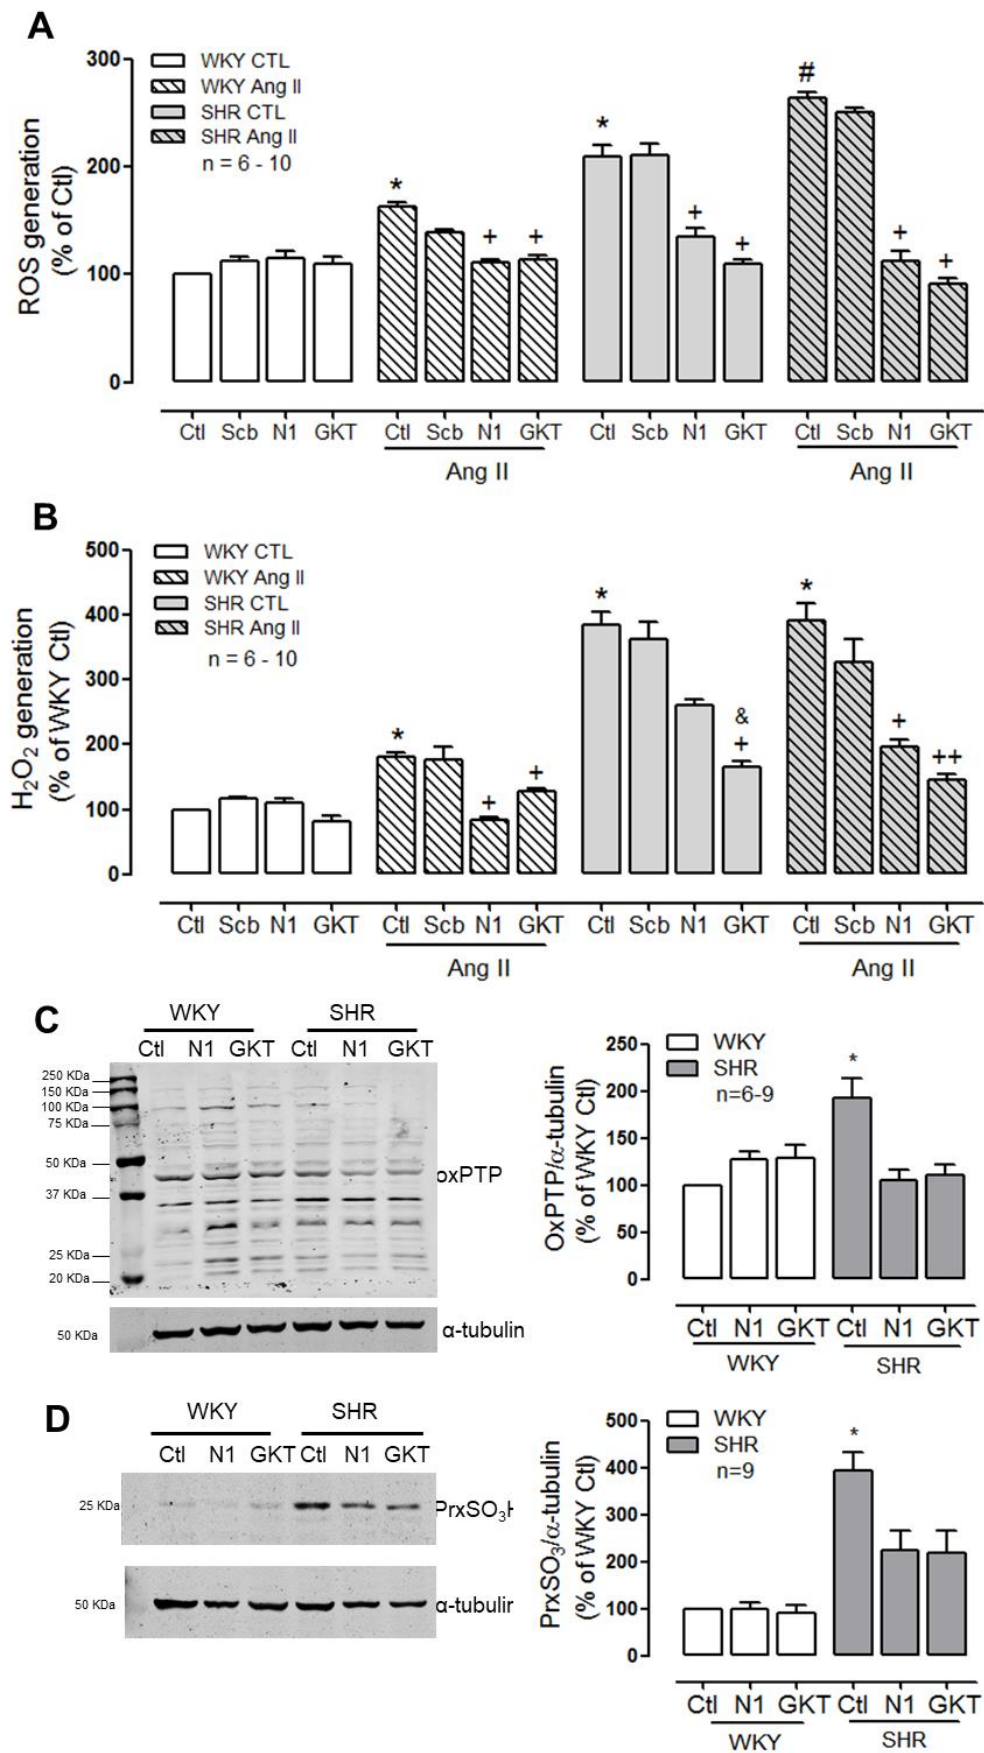 A
300
200
100
0
ROS generation
(% of Ctl)
WKY CTL
WKY Ang II
SHR CTL
SHR Ang II
n = 6 - 10
*
+
+
*
+
+
#
+
+
Ctl Scb N1 GKT Ctl Scb N1 GKT Ctl Scb N1 GKT Ctl Scb N1 GKT
Ang II Ang II
B
500
400
300
200
100
0
H₂O₂ generation
(% of WKY Ctl)
WKY CTL
WKY Ang II
SHR CTL
SHR Ang II
n = 6 - 10
*
+
+
*
&
+
*
+
++
Ctl Scb N1 GKT Ctl Scb N1 GKT Ctl Scb N1 GKT Ctl Scb N1 GKT
Ang II Ang II
C
WKY SHR
Ctl N1 GKT Ctl N1 GKT
250 KDa
150 KDa
100 KDa
75 KDa
50 KDa
37 KDa
25 KDa
20 KDa
oxPTP
50 KDa
α-tubulin
250
200
150
100
50
0
OxPTP/α-tubulin
(% of WKY Ctl)
WKY
SHR
n=6-9
*
Ctl N1 GKT Ctl N1 GKT
WKY SHR
D
WKY SHR
Ctl N1 GKT Ctl N1 GKT
25 KDa
PrxSO₃H
50 KDa
α-tubulin
500
400
300
200
100
0
PrxSO₃/α-tubulin
(% of WKY Ctl)
WKY
SHR
n=9
*
Ctl N1 GKT Ctl N1 GKT
WKY SHR